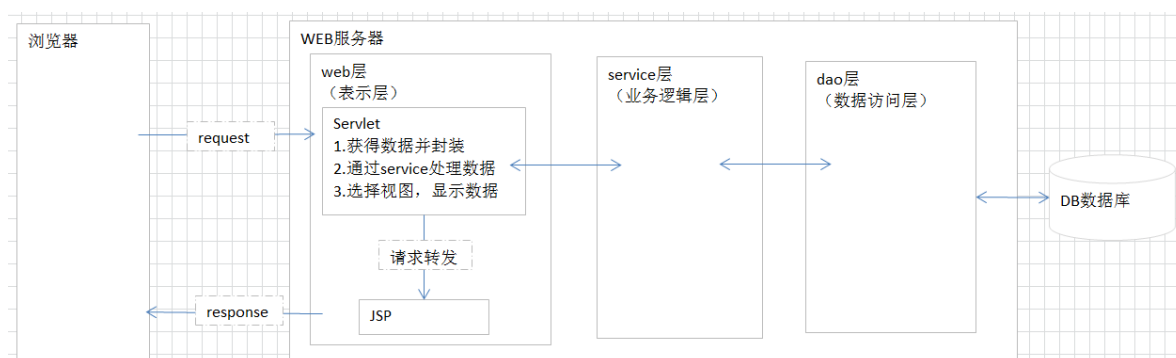 浏览器
WEB服务器
web层
（表示层）
Servlet
1.获得数据并封装
2.通过service处理数据
3.选择视图，显示数据
请求转发
JSP
service层
（业务逻辑层）
dao层
（数据访问层）
DB数据库
request
response